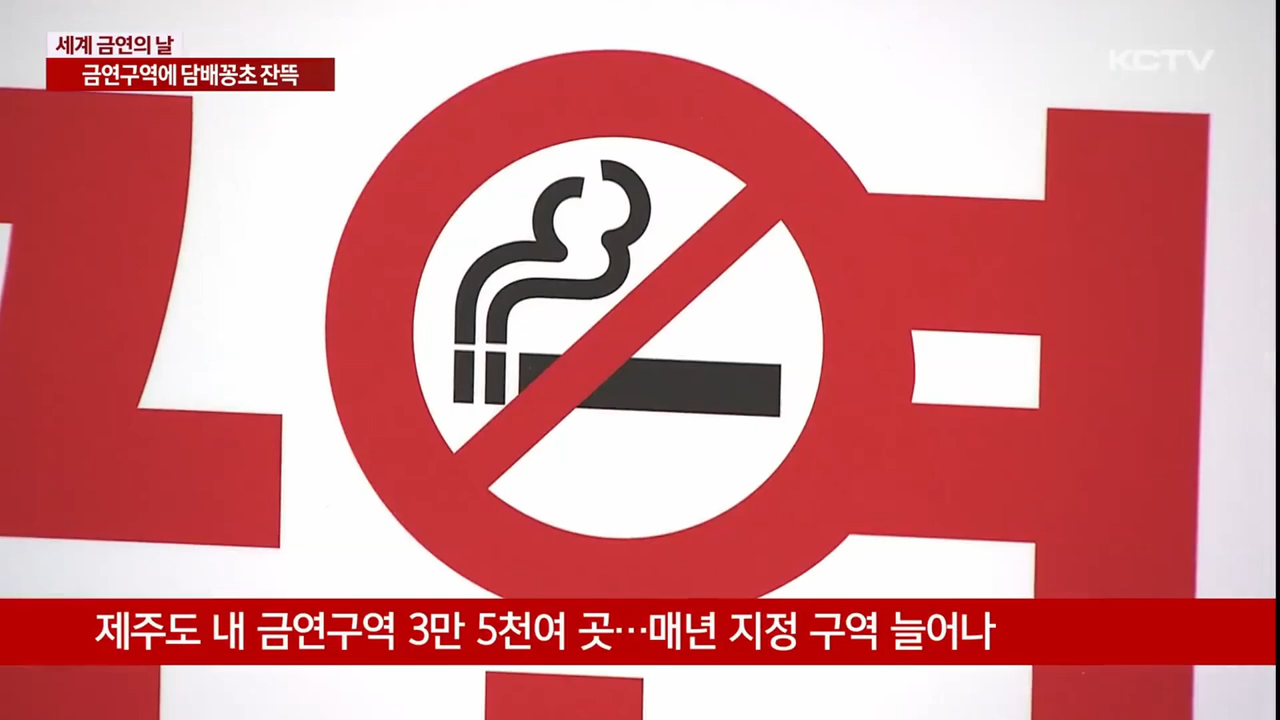 세계 금연의 날
금연구역에 담배꽁초 잔뜩
KCTV
제주도 내 금연구역 3만 5천여 곳…매년 지정 구역 늘어나